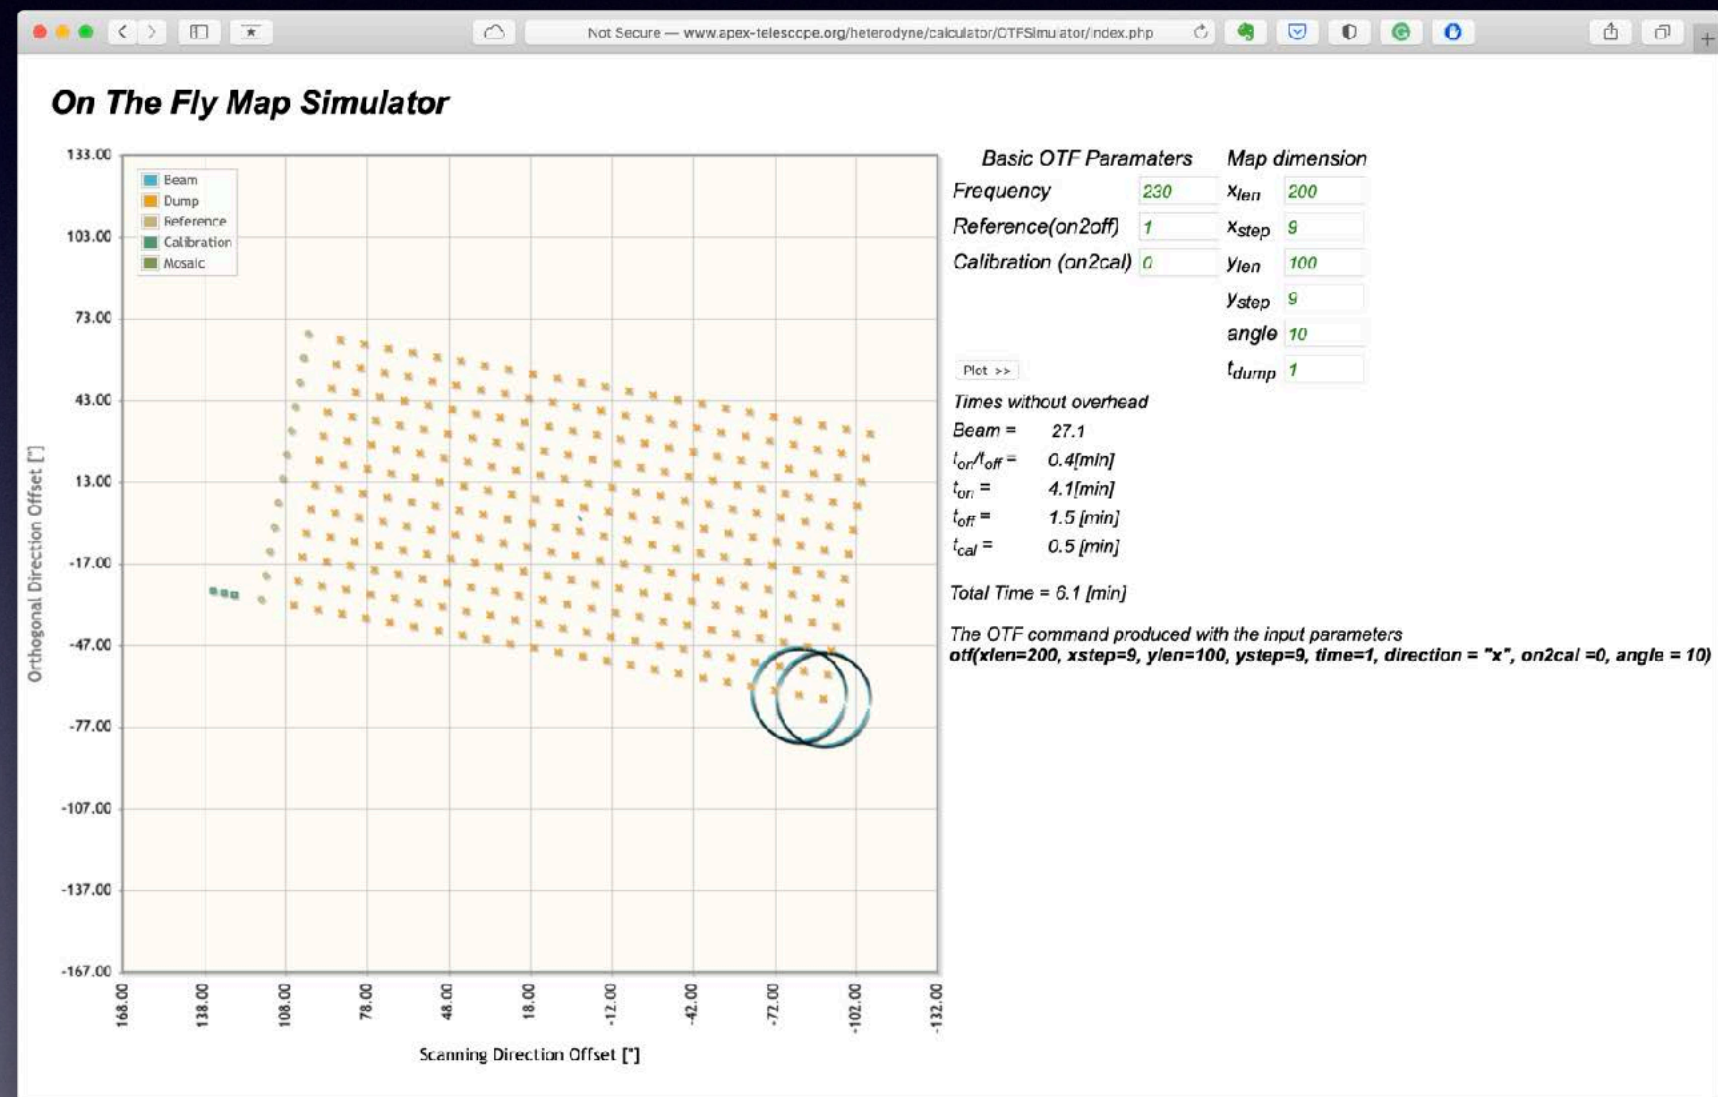 Not Secure — www.apex-telescope.org/heterodyne/calculator/OTFSimulator/index.php
On The Fly Map Simulator
133.00
103.00
73.00
43.00
13.00
-17.00
-47.00
-77.00
-107.00
-137.00
-167.00
Orthogonal Direction Offset ["]
Beam
Dump
Reference
Calibration
Mosaic
168.00
138.00
108.00
78.00
48.00
18.00
-12.00
-42.00
-72.00
-102.00
-132.00
Scanning Direction Offset ["]
Basic OTF Paramaters Map dimension
Frequency 230 xlen 200
Reference(on2off) 1 xstep 9
Calibration (on2cal) 0 ylen 100
ystep 9
angle 10
Plot >> tdump 1
Times without overhead
Beam = 27.1
ton/toff = 0.4[min]
ton = 4.1[min]
toff = 1.5 [min]
tcal = 0.5 [min]
Total Time = 6.1 [min]
The OTF command produced with the input parameters
otf(xlen=200, xstep=9, ylen=100, ystep=9, time=1, direction = "x", on2cal =0, angle = 10)